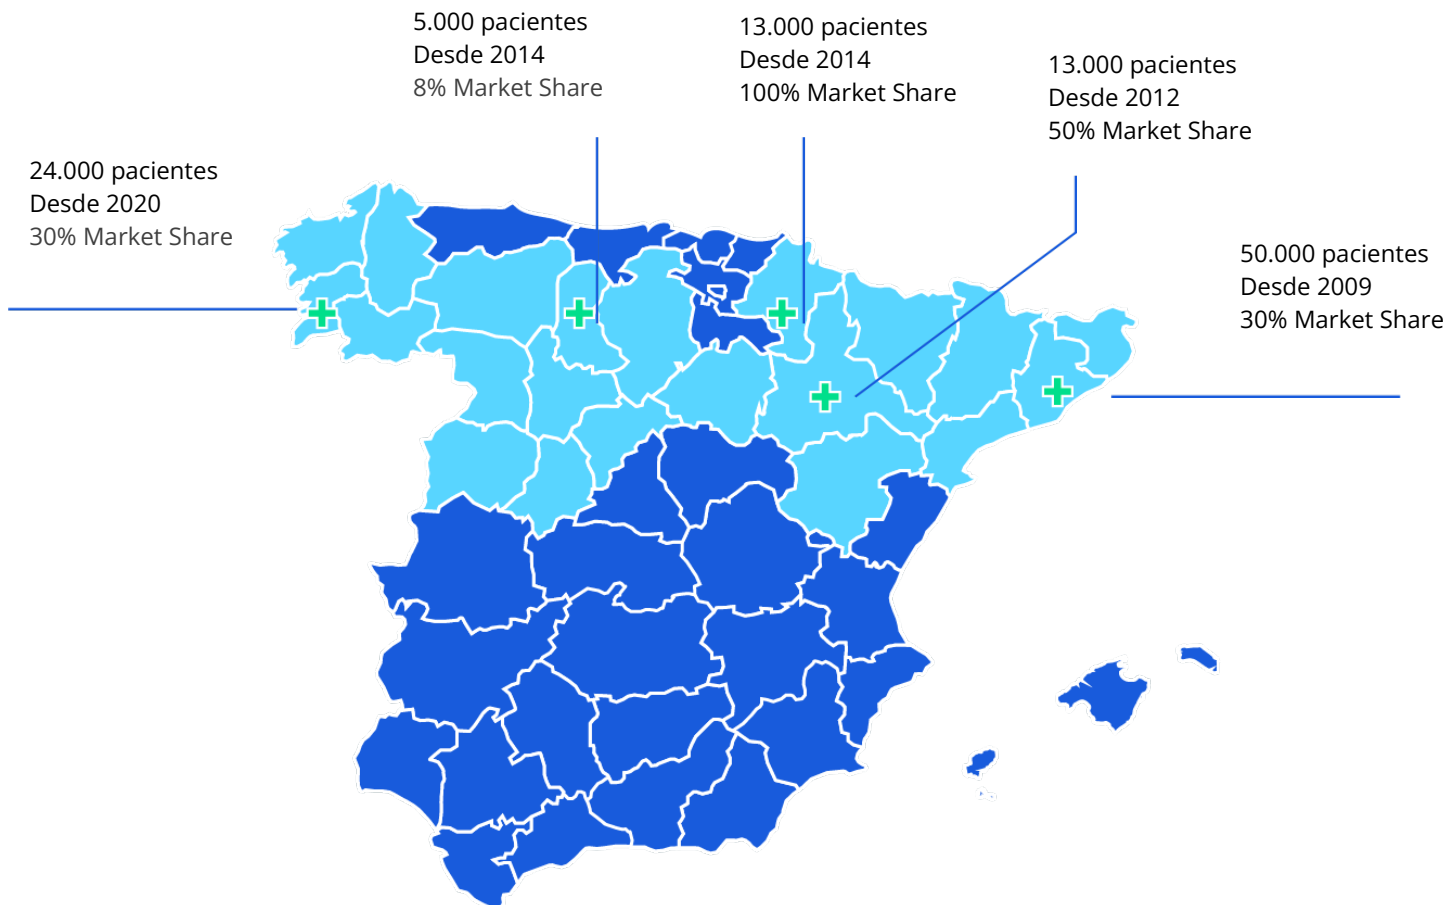 5.000 pacientes
Desde 2014
8% Market Share
13.000 pacientes
Desde 2014
100% Market Share
13.000 pacientes
Desde 2012
50% Market Share
24.000 pacientes
Desde 2020
30% Market Share
50.000 pacientes
Desde 2009
30% Market Share